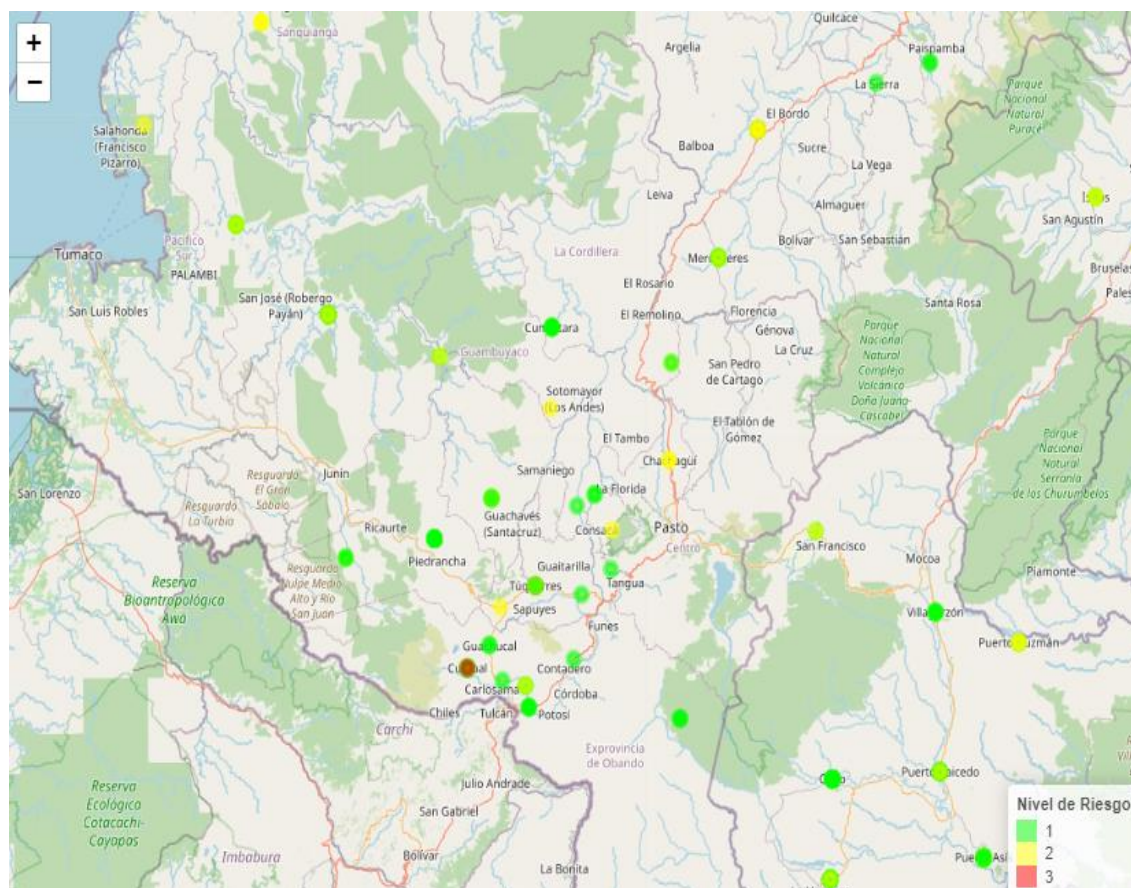 +
−
Sanquianga
Quilcace
Argelia
Paispamba
La Sierra
Parque
Nacional
Natural
Puracé
El Bordo
Salahonda
(Francisco
Pizarro)
Balboa
Sucre
La Vega
Leiva
Almaguer
Isnos
San Agustín
Pacífico
Sur
Bolívar
San Sebastián
Tumaco
La Cordillera
Mercaderes
PALAMBI
Bruselas
El Rosario
San José (Roberto
Payán)
Santa Rosa
San Luis Robles
El Remolino
Florencia
Génova
Cumbitara
La Cruz
Parque
Nacional
Natural
Complejo
Volcánico
Doña Juana-
Cascabel
Guambuyaco
San Pedro
de Cartago
Sotomayor
(Los Andes)
El Tablón de
Gómez
El Tambo
Parque
Nacional
Natural
Serranía
de los Churumbelos
Chachagüí
Junín
Samaniego
Resguardo
El Gran
Sábalo
San Lorenzo
La Florida
Resguardo
La Turbia
Guachavés
(Santacruz)
Ricaurte
Consacá
Pasto
San Francisco
Centro
Piedrancha
Mocoa
Guaitarilla
Piamonte
Resguardo
Nulpe Medio
Alto y Río
San Juan
Reserva
Bioantropológica
Awá
Túquerres
Tangua
Sapuyes
Villagarzón
Funes
Guachucal
Puerto Guzmán
Cumbal
Contadero
Carlosama
Córdoba
Chiles
Tulcán
Potosí
Carchi
Exprovincia
de Obando
Orito
Puerto Caicedo
Julio Andrade
Reserva
Ecológica
Cotacachi-
Cayapas
San Gabriel
Nivel de Riesgo
1
2
3
Imbabura
Bolívar
La Bonita